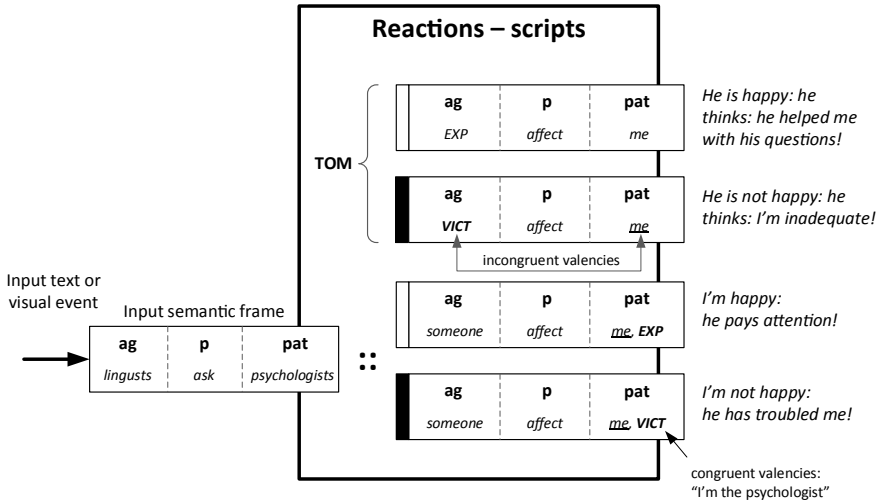 Reactions – scripts
ag p pat
EXP affect me
He is happy: he
thinks: he helped me
with his questions!
TOM
ag p pat
VICT affect me
He is not happy: he
thinks: I'm inadequate!
incongruent valencies
Input text or
visual event
Input semantic frame
ag p pat
lingusts ask psychologists
::
ag p pat
someone affect me, EXP
I'm happy:
he pays attention!
ag p pat
someone affect me, VICT
I'm not happy:
he has troubled me!
congruent valencies:
“I'm the psychologist”